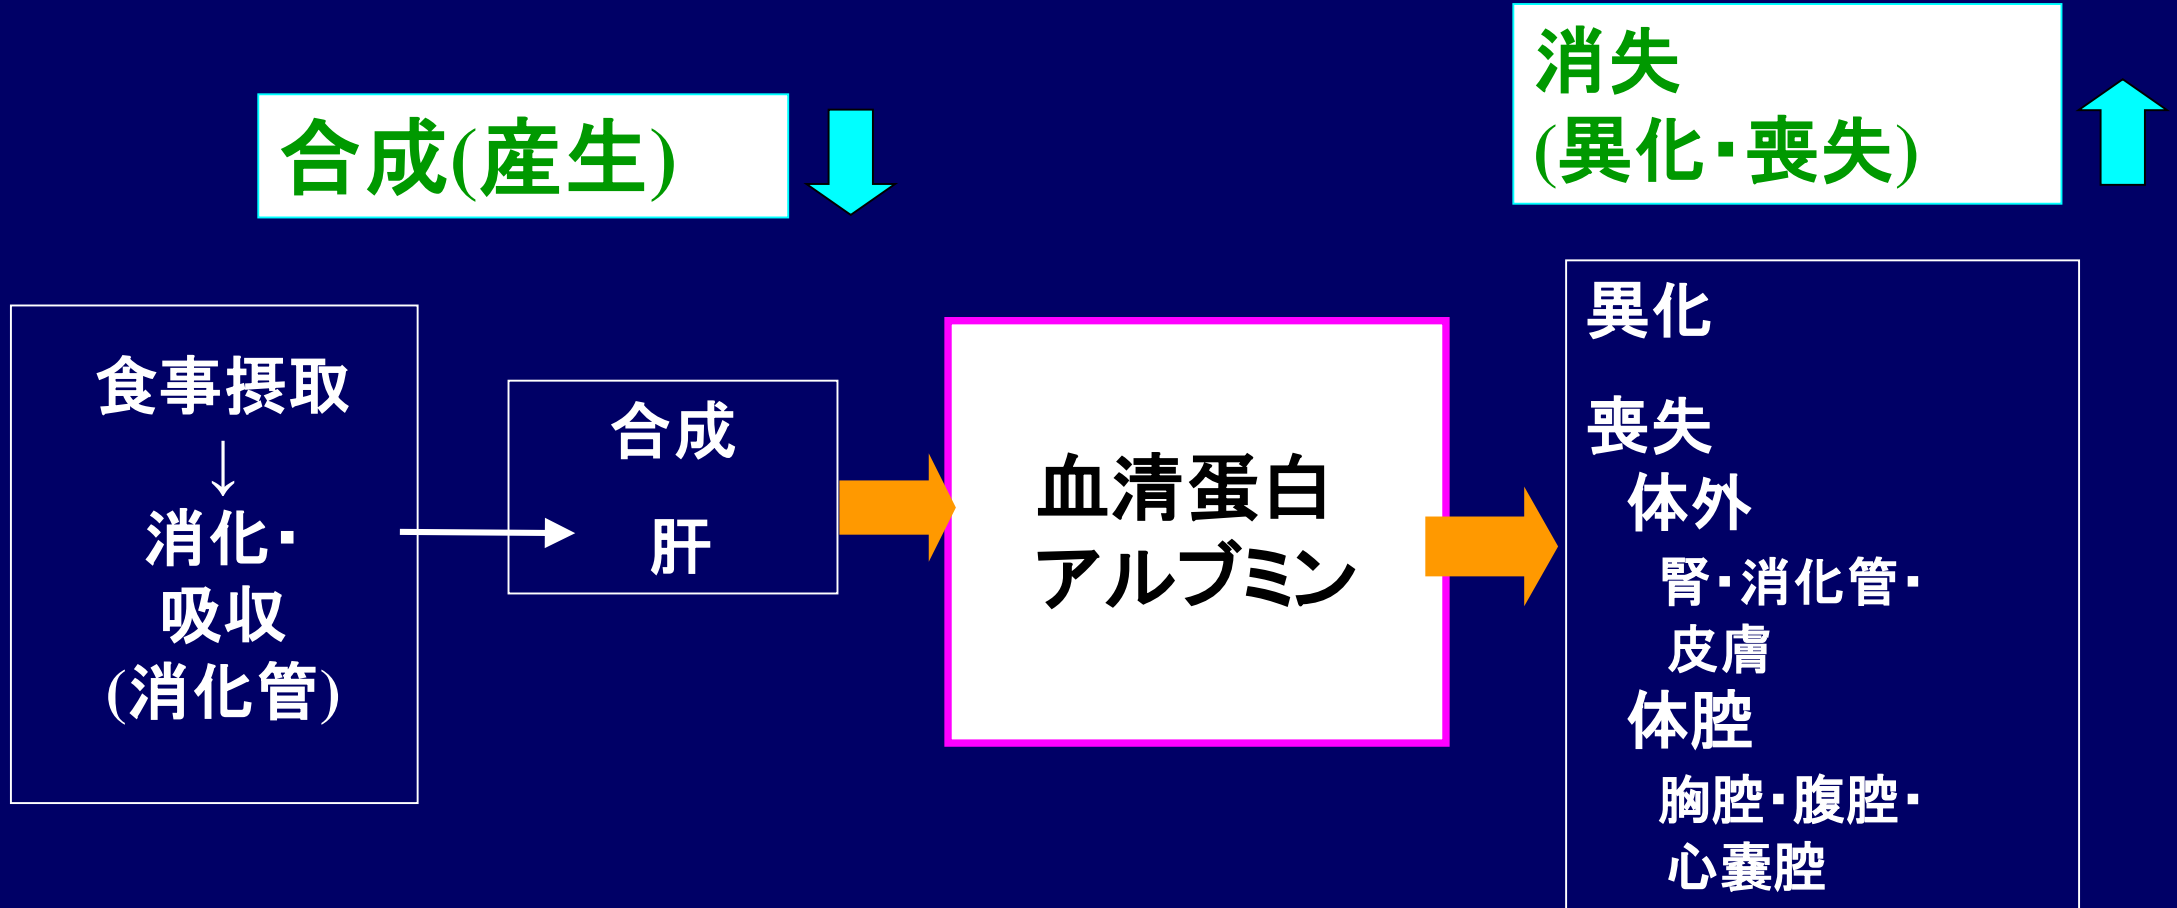 合成(産生)
消失
(異化・喪失)
食事摂取
↓
消化・
吸収
(消化管)
合成
肝
血清蛋白
アルブミン
異化
喪失
体外
腎・消化管・
皮膚
体腔
胸腔・腹腔・
心嚢腔